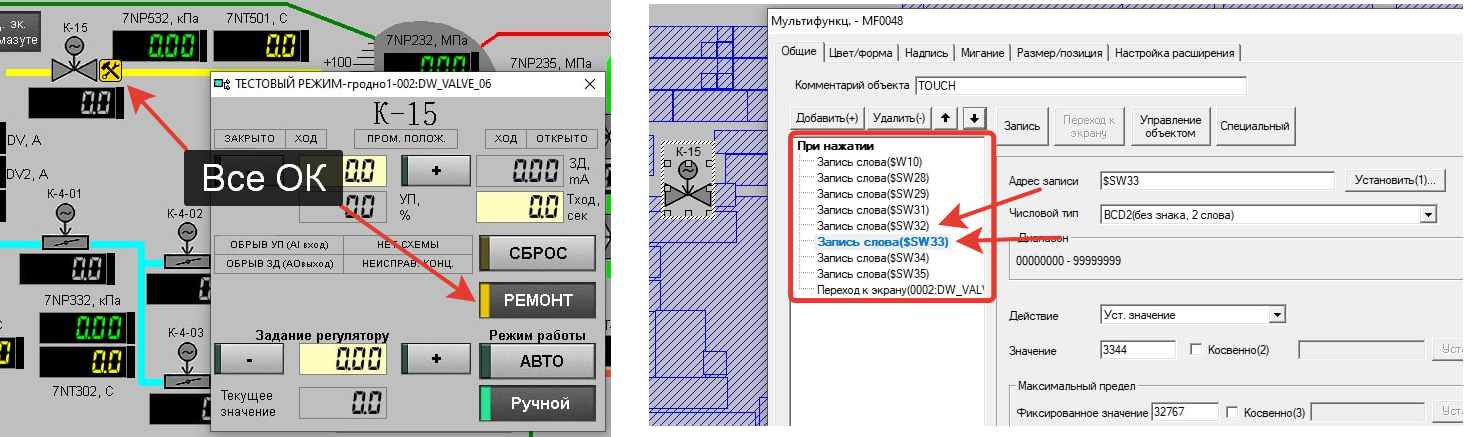 . эк.
мазуте
К-15
7NP532, кПа
7NT501, С
0.00
0.0
0.0
+100
7NP232, МПа
0.00
7NP235, МПа
DV, А
DV2, А
К-4-01
0.0
К-4-02
7NP332, кПа
0.00
0.0
7NT302, С
К-4-03
ТЕСТОВЫЙ РЕЖИМ-гродно1-002:DW_VALVE_06
К-15
ЗАКРЫТО
ХОД
ПРОМ. ПОЛОЖ.
ХОД
ОТКРЫТО
0.0
+
0.00
ЗД,
mA
Все ОК
0.0
УП,
%
0.0
Тход,
сек
ОБРЫВ УП (AI вход)
НЕТ СХЕМЫ
ОБРЫВ ЗД (AOвыход)
НЕИСПРАВ. КОНЦ.
СБРОС
РЕМОНТ
Задание регулятору
Режим работы
-
0.00
+
АВТО
Текущее
значение
0.0
Ручной
К-15
Мультифункц. - MF0048
Общие
Цвет/форма
Надпись
Мигание
Размер/позиция
Настройка расширения
Комментарий объекта
TOUCH
Добавить(+)
Удалить(-)
Запись
Переход к
экрану
Управление
объектом
Специальный
При нажатии
Запись слова($W10)
Запись слова($SW28)
Запись слова($SW29)
Запись слова($SW31)
Запись слова($SW32)
Запись слова($SW33)
Запись слова($SW34)
Запись слова($SW35)
Переход к экрану(0002:DW_VAL
Адрес записи
$SW33
Установить(1)...
Числовой тип
BCD2(без знака, 2 слова)
Диапазон
00000000 - 99999999
Действие
Уст. значение
Значение
3344
Косвенно(2)
Уст
Максимальный предел
Фиксированное значение
32767
Косвенно(3)
Уст